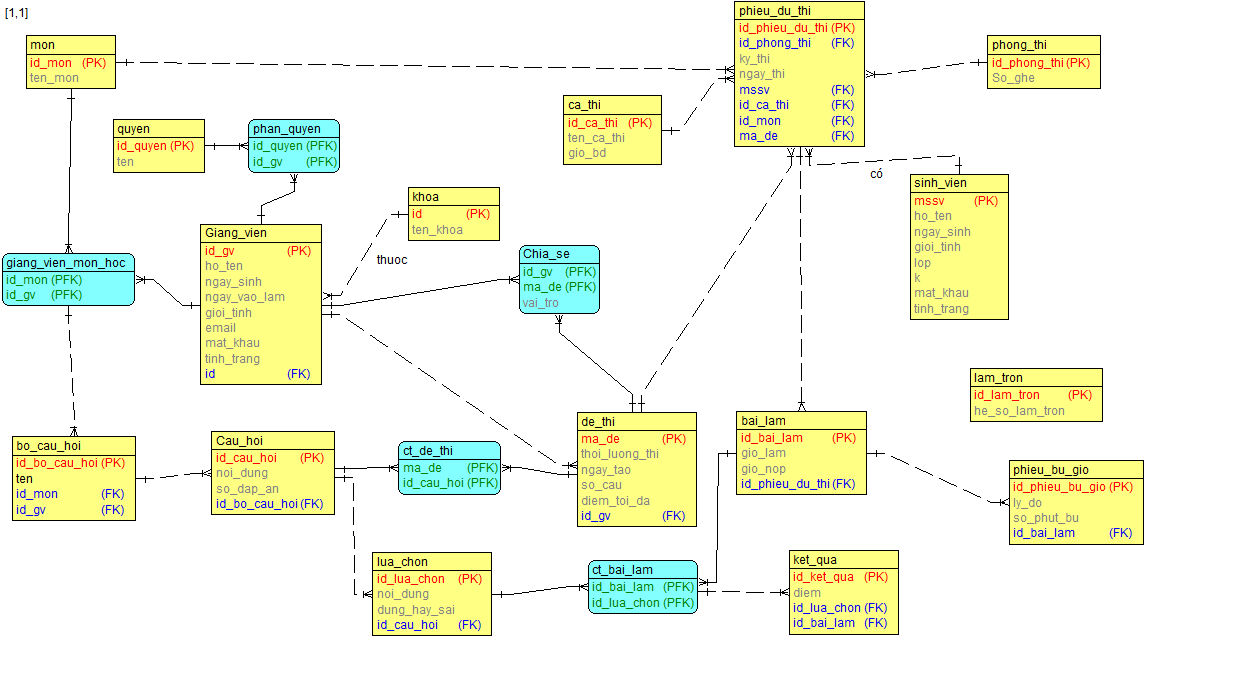 [1,1]
mon
id_mon (PK)
ten_mon
quyen
id_quyen (PK)
ten
phan_quyen
id_quyen (PFK)
id_gv (PFK)
ca_thi
id_ca_thi (PK)
ten_ca_thi
gio_bd
phieu_du_thi
id_phieu_du_thi (PK)
id_phong_thi (FK)
ky_thi
ngay_thi
mssv (FK)
id_ca_thi (FK)
id_mon (FK)
ma_de (FK)
phong_thi
id_phong_thi (PK)
So_ghe
có
sinh_vien
mssv (PK)
ho_ten
ngay_sinh
gioi_tinh
lop
k
mat_khau
tinh_trang
khoa
id (PK)
ten_khoa
thuoc
giang_vien_mon_hoc
id_mon (PFK)
id_gv (PFK)
Giang_vien
id_gv (PK)
ho_ten
ngay_sinh
ngay_vao_lam
gioi_tinh
email
mat_khau
tinh_trang
id (FK)
Chia_se
id_gv (PFK)
ma_de (PFK)
vai_tro
lam_tron
id_lam_tron (PK)
he_so_lam_tron
bo_cau_hoi
id_bo_cau_hoi (PK)
ten
id_mon (FK)
id_gv (FK)
Cau_hoi
id_cau_hoi (PK)
noi_dung
so_dap_an
id_bo_cau_hoi (FK)
ct_de_thi
ma_de (PFK)
id_cau_hoi (PFK)
de_thi
ma_de (PK)
thoi_luong_thi
ngay_tao
so_cau
diem_toi_da
id_gv (FK)
bai_lam
id_bai_lam (PK)
gio_lam
gio_nop
id_phieu_du_thi (FK)
phieu_bu_gio
id_phieu_bu_gio (PK)
ly_do
so_phut_bu
id_bai_lam (FK)
lua_chon
id_lua_chon (PK)
noi_dung
dung_hay_sai
id_cau_hoi (FK)
ct_bai_lam
id_bai_lam (PFK)
id_lua_chon (PFK)
ket_qua
id_ket_qua (PK)
diem
id_lua_chon (FK)
id_bai_lam (FK)